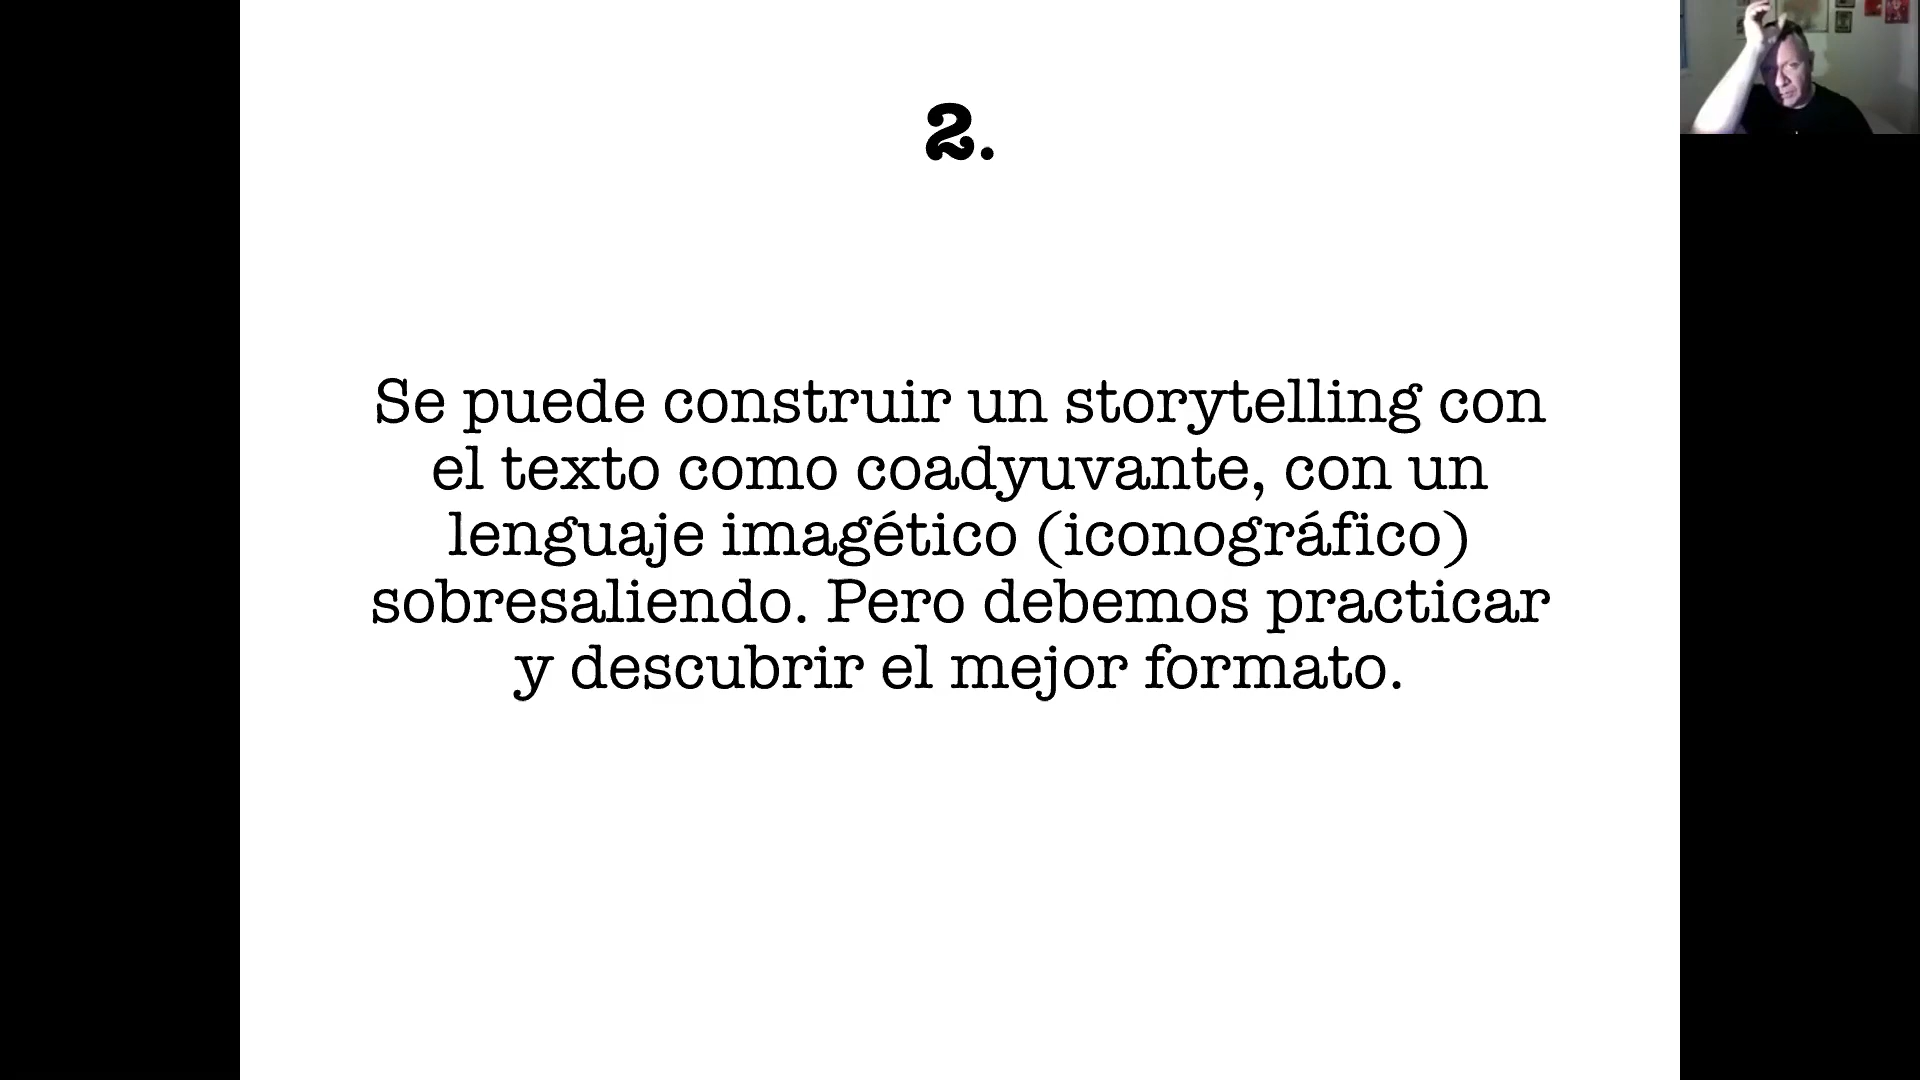 2.
Se puede construir un storytelling con
el texto como coadyuvante, con un
lenguaje imagético (iconográfico)
sobresaliendo. Pero debemos practicar
y descubrir el mejor formato.